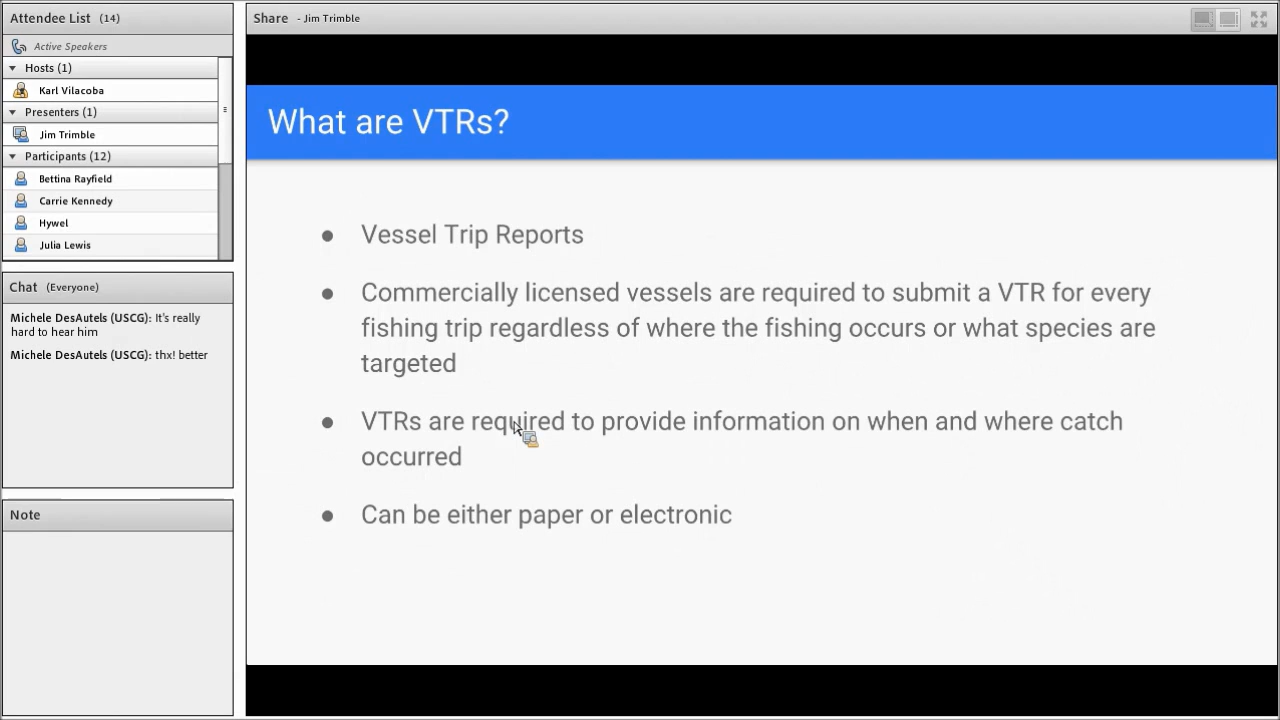 Attendee List (14)
Active Speakers
Hosts (1)
Karl Vilacoba
Presenters (1)
Jim Trimble
Participants (12)
Bettina Rayfield
Carrie Kennedy
Hywel
Julia Lewis
Chat (Everyone)
Michele DesAutels (USCG): It's really
hard to hear him
Michele DesAutels (USCG): thx! better
Note
Share - Jim Trimble
What are VTRs?
● Vessel Trip Reports
● Commercially licensed vessels are required to submit a VTR for every
fishing trip regardless of where the fishing occurs or what species are
targeted
● VTRs are required to provide information on when and where catch
occurred
● Can be either paper or electronic